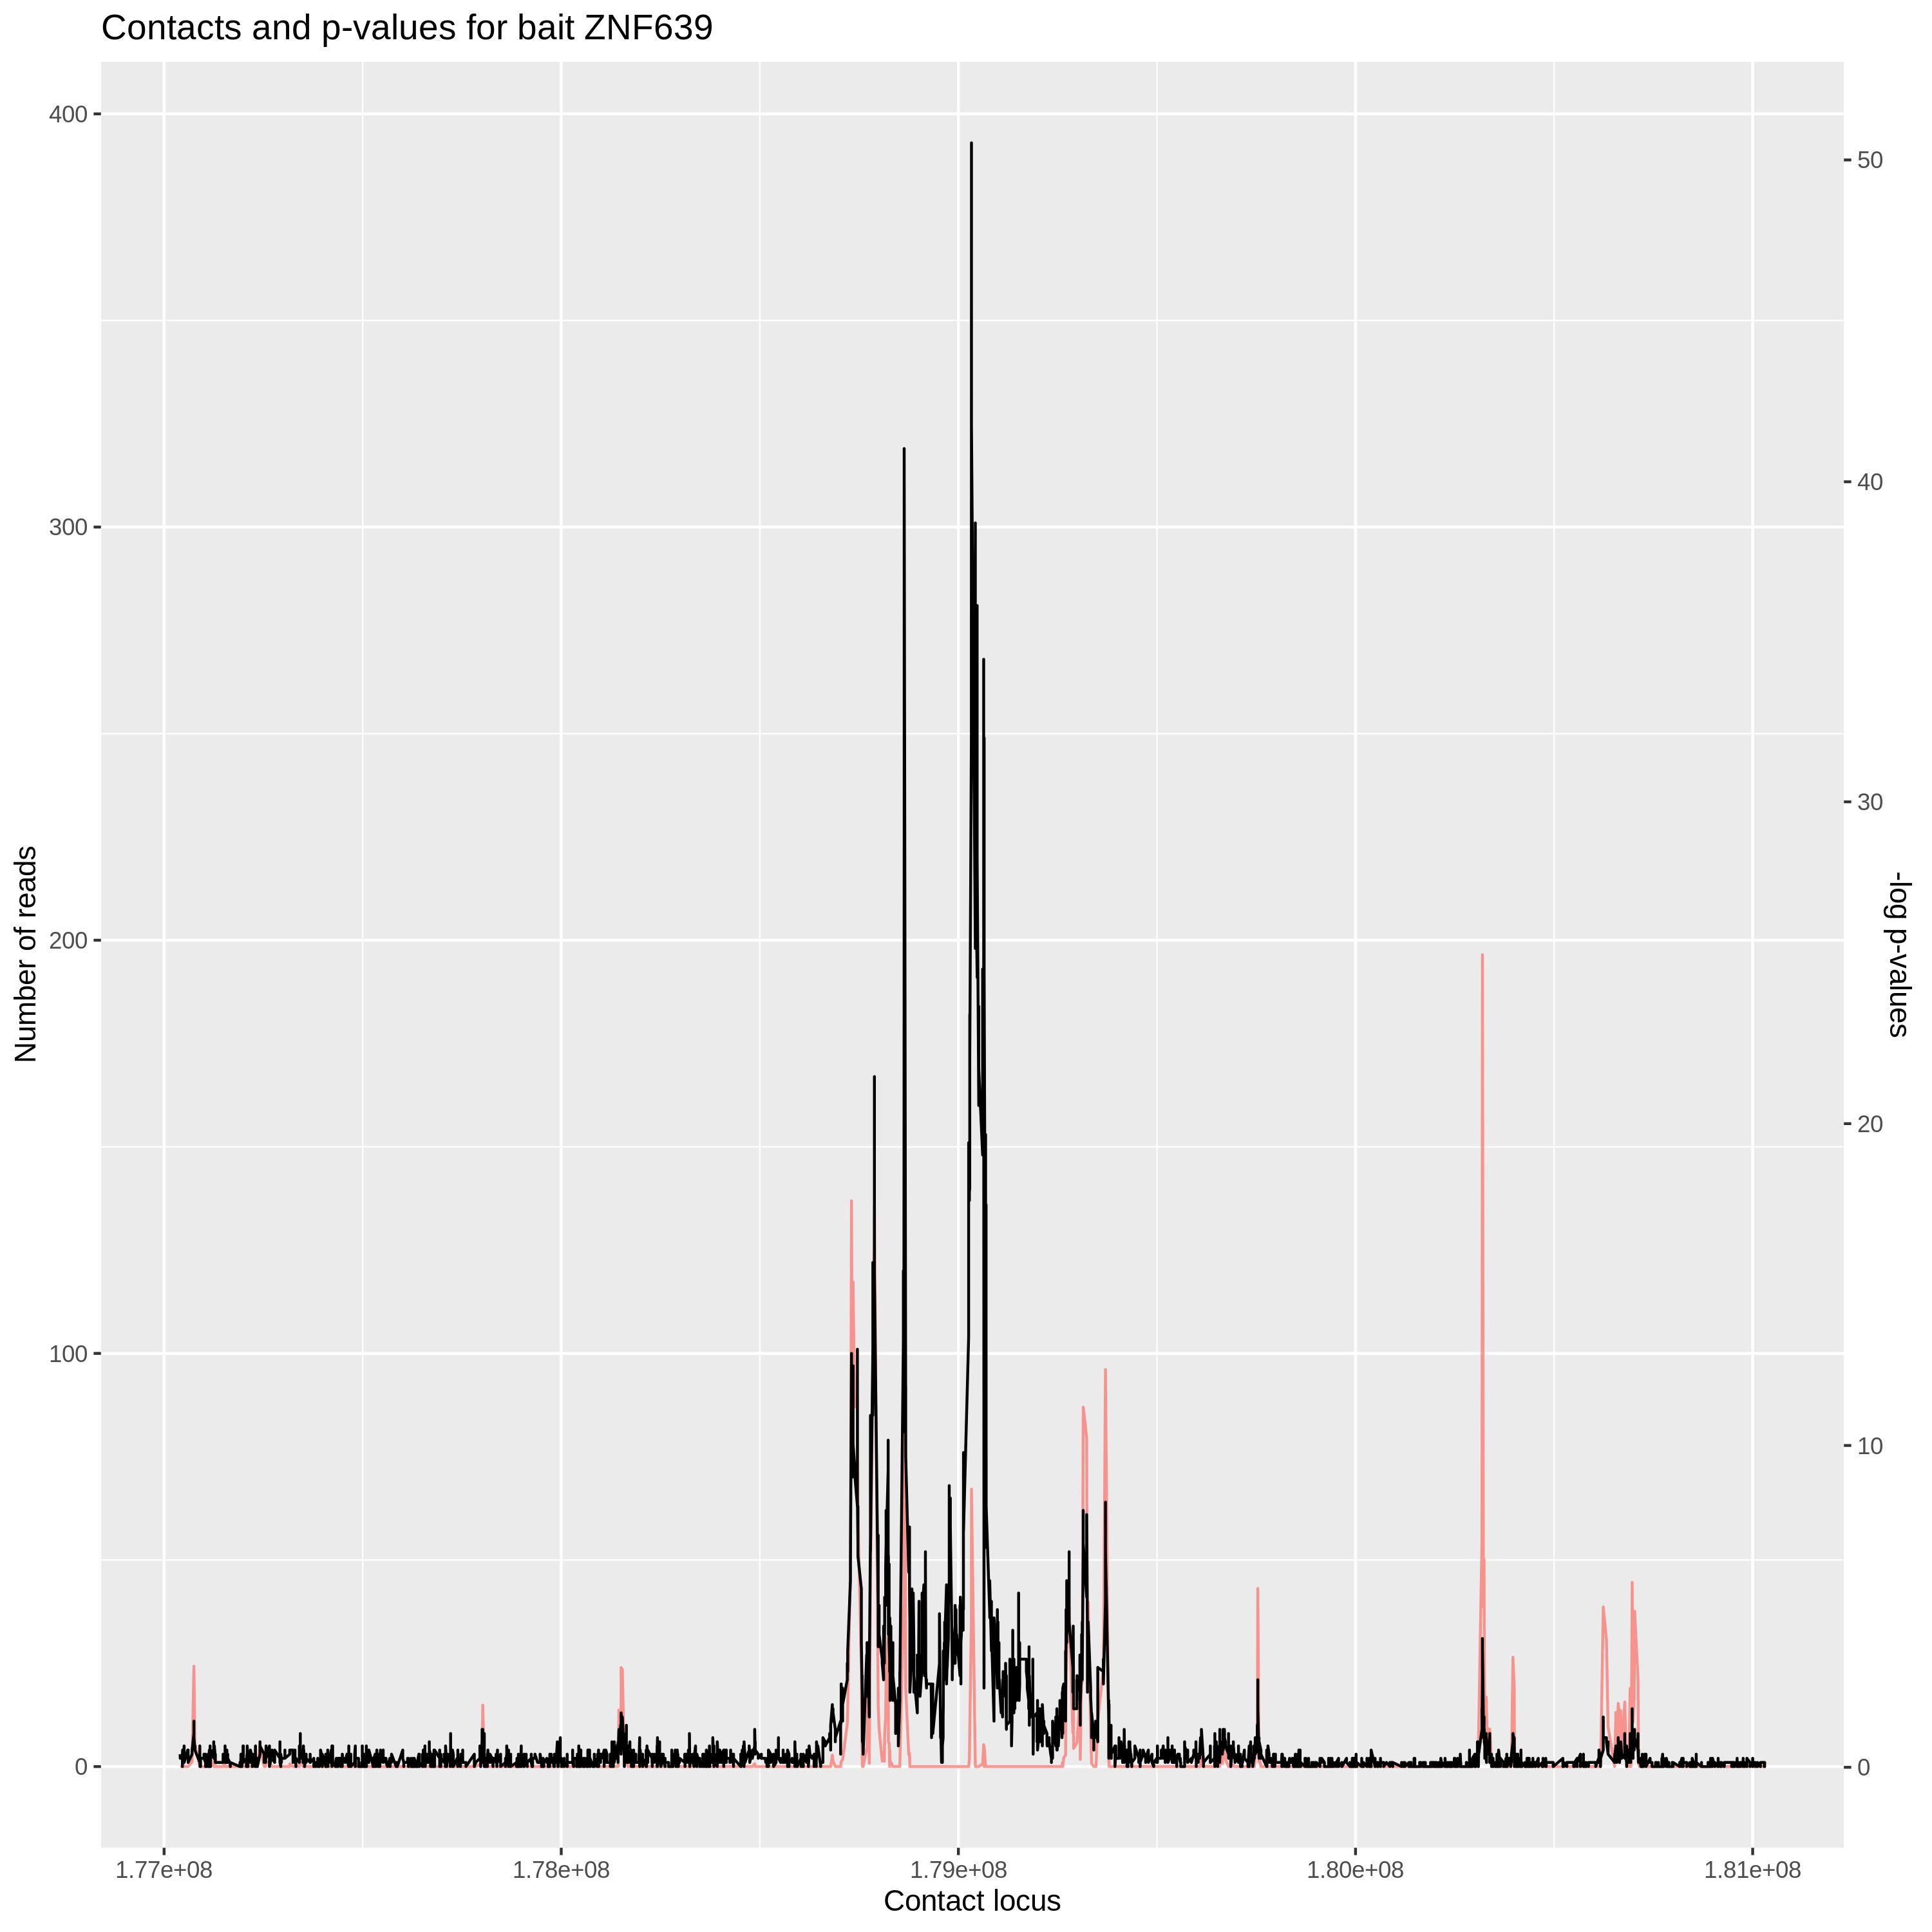 Contacts and p-values for bait ZNF639
400
300
200
100
0
Number of reads
50
40
30
20
10
0
-log p-values
1.77e+08 1.78e+08 1.79e+08 1.80e+08 1.81e+08
Contact locus